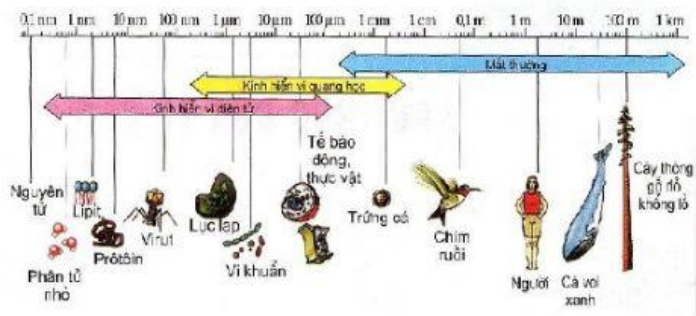 0,1 nm 1 nm 10 nm 100 nm 1 µm 10 µm 100 µm 1 mm 1 cm 0,1 m 1 m 10 m 100 m 1 km
Mắt thường
Kính hiển vi quang học
Kính hiển vi điện tử
Tế bào
động,
thực vật
Nguyên
tử
Lipit
Phân tử
nhỏ
Prôtôin
Virut
Lục lạp
Vi khuẩn
Trứng cá
Chim
ruồi
Người
Cá voi
xanh
Cây thông
gỗ đỏ
khổng lồ